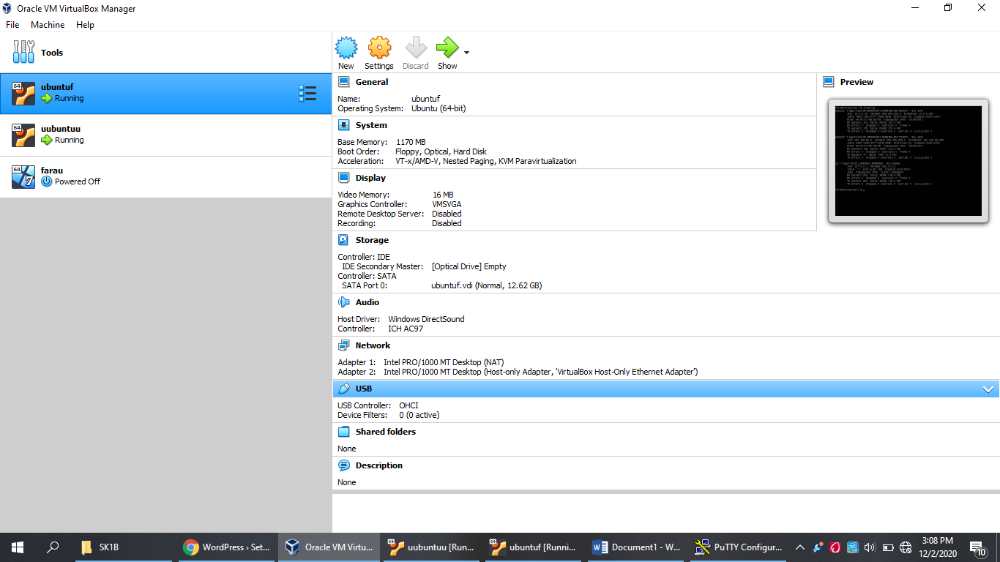 Oracle VM VirtualBox Manager
File Machine Help
Tools
64
ubuntuf
Running
uubuntuu
Running
64
farau
Powered Off
New Settings Discard Show
General
Name: ubuntuf
Operating System: Ubuntu (64-bit)
System
Base Memory: 1170 MB
Boot Order: Floppy, Optical, Hard Disk
Acceleration: VT-x/AMD-V, Nested Paging, KVM Paravirtualization
Display
Video Memory: 16 MB
Graphics Controller: VMSVGA
Remote Desktop Server: Disabled
Recording: Disabled
Storage
Controller: IDE
IDE Secondary Master: [Optical Drive] Empty
Controller: SATA
SATA Port 0: ubuntuf.vdi (Normal, 12.62 GB)
Audio
Host Driver: Windows DirectSound
Controller: ICH AC97
Network
Adapter 1: Intel PRO/1000 MT Desktop (NAT)
Adapter 2: Intel PRO/1000 MT Desktop (Host-only Adapter, 'VirtualBox Host-Only Ethernet Adapter')
USB
USB Controller: OHCI
Device Filters: 0 (0 active)
Shared folders
None
Description
None
Preview
SK1B
WordPress › Set...
Oracle VM Virtu...
uubuntuu [Run...
ubuntuf [Runni...
Document1 - W...
PuTTY Configur...
3:08 PM
12/2/2020
10